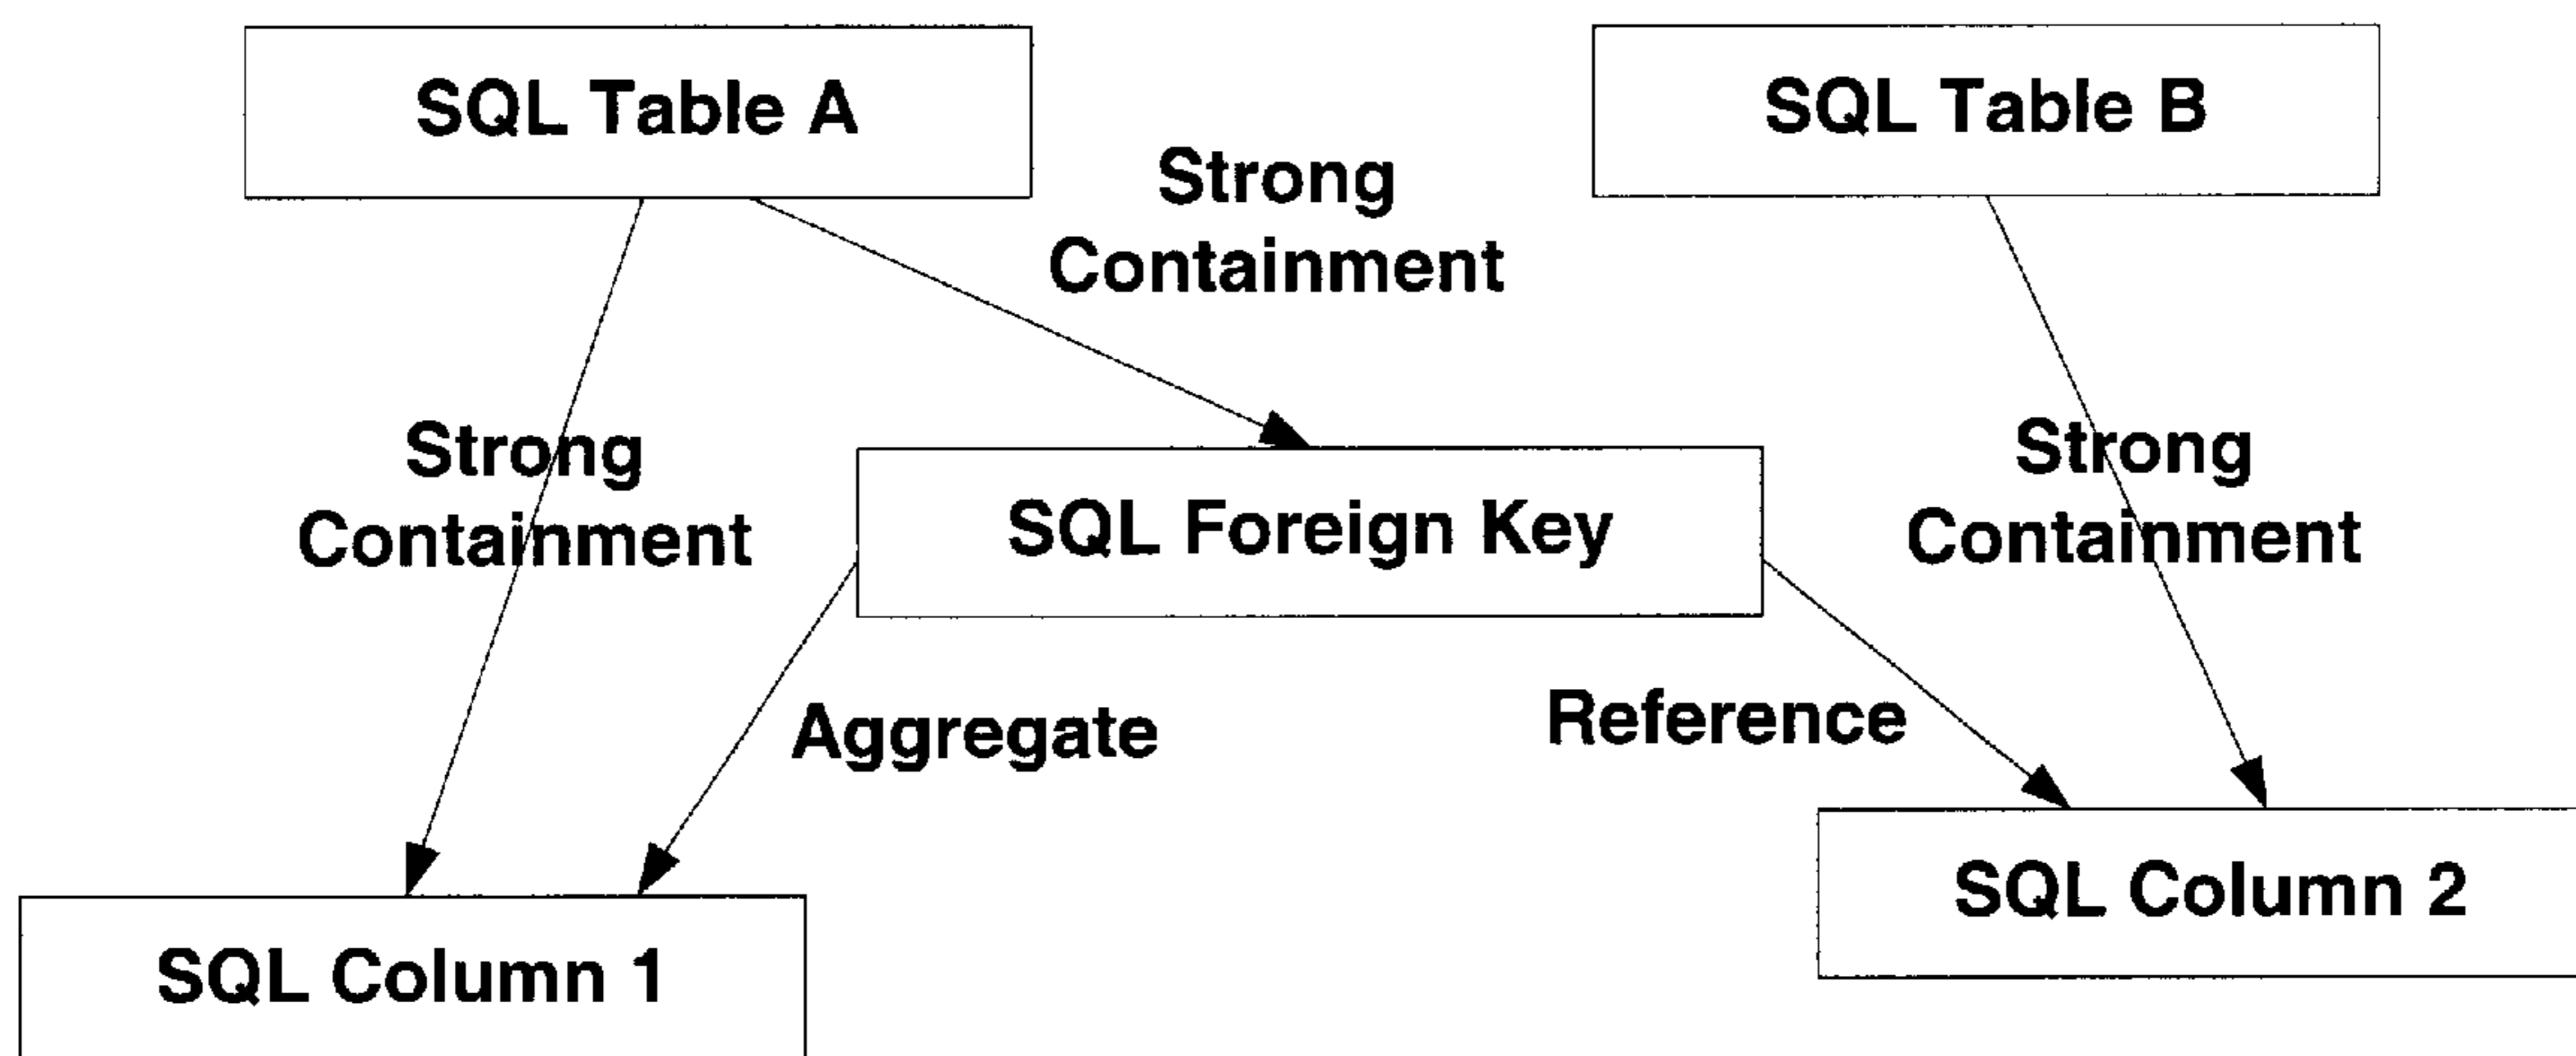 SQL Table A
SQL Table B
Strong
Containment
Strong
Containment
SQL Foreign Key
Strong
Containment
Aggregate
Reference
SQL Column 1
SQL Column 2